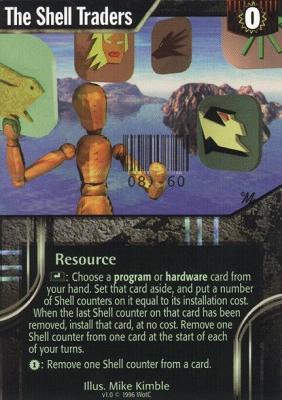 The Shell Traders
0
Resource
: Choose a program or hardware card from
your hand. Set that card aside, and put a number
of Shell counters on it equal to its installation cost.
When the last Shell counter on that card has been
removed, install that card, at no cost. Remove one
Shell counter from one card at the start of each
of your turns.
1: Remove one Shell counter from a card.
Illus. Mike Kimble
v1.0 © 1996 WotC